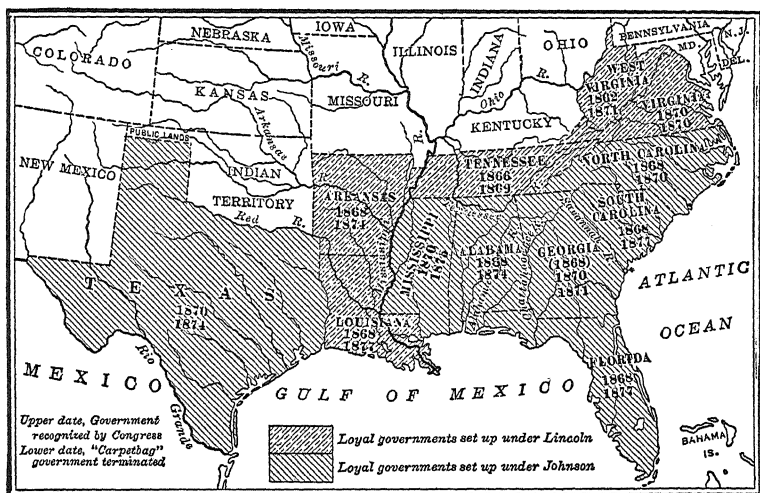 IOWA
PENNSYLVANIA
N.J.
NEBRASKA
Missouri
R.
ILLINOIS
INDIANA
OHIO
MD.
DEL.
COLORADO
WEST
VIRGINIA
1862
1871
KANSAS
MISSOURI
Ohio
R.
VIRGINIA
1870
1870
Arkansas
R.
KENTUCKY
PUBLIC LANDS
TENNESSEE
1866
1869
NORTH CAROLINA
1868
1870
NEW MEXICO
INDIAN
TERRITORY
Red
R.
ARKANSAS
1868
1874
SOUTH
CAROLINA
1868
1877
Savannah
R.
MISSISSIPPI
1870
1876
ALABAMA
1868
1874
GEORGIA
(1868)
1870
1871
ATLANTIC
OCEAN
TEXAS
1870
1874
LOUISIANA
1868
1877
FLORIDA
1868
1877
Rio
Grande
MEXICO
GULF OF MEXICO
BAHAMA
IS.
Upper date, Government
recognized by Congress
Lower date, "Carpetbag"
government terminated
Loyal governments set up under Lincoln
Loyal governments set up under Johnson